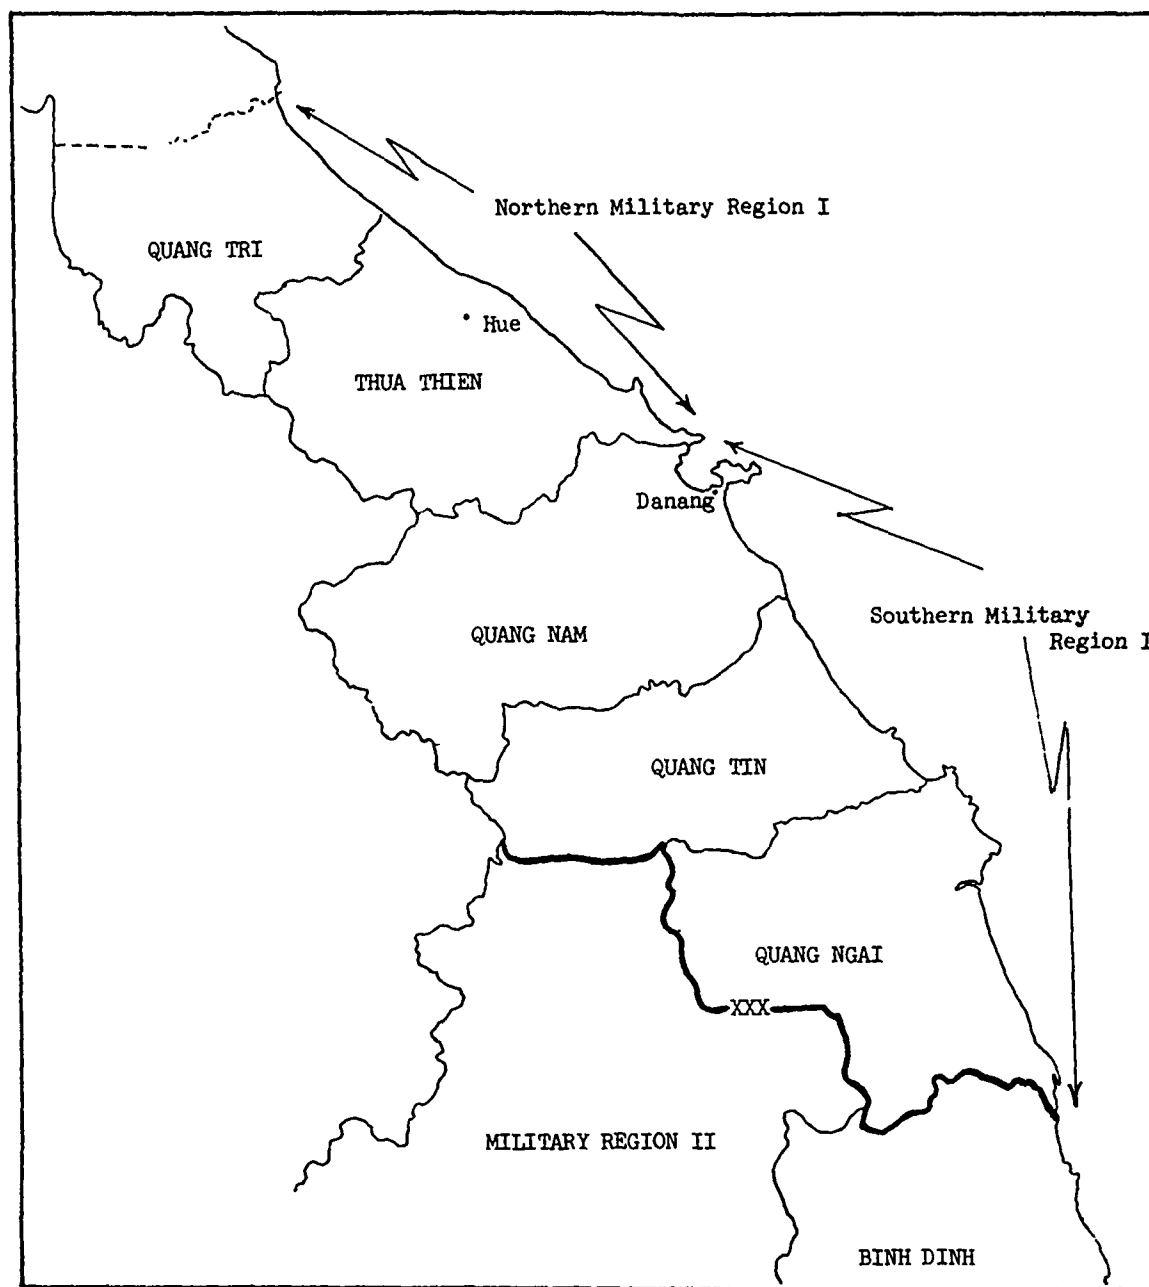 Northern Military Region I
QUANG TRI
Hue
THUA THIEN
Danang
Southern Military
Region I
QUANG NAM
QUANG TIN
QUANG NGAI
XXX
MILITARY REGION II
BINH DINH